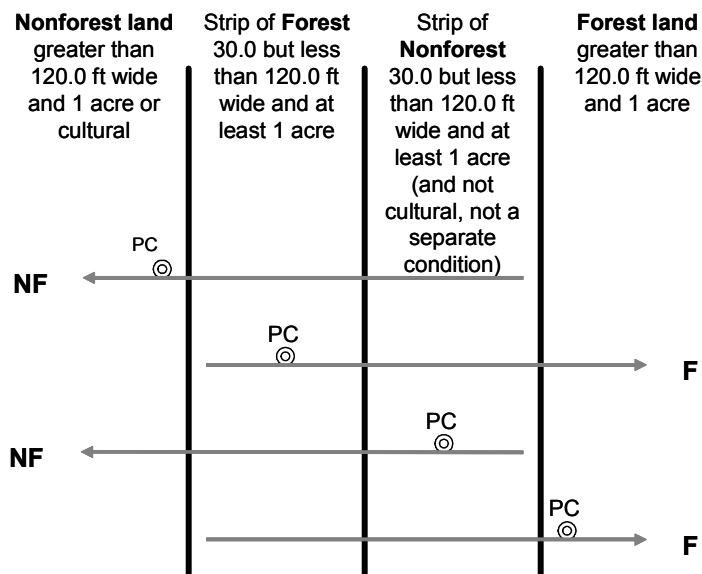 Nonforest land
greater than
120.0 ft wide
and 1 acre or
cultural
Strip of Forest
30.0 but less
than 120.0 ft
wide and at
least 1 acre
Strip of
Nonforest
30.0 but less
than 120.0 ft
wide and at
least 1 acre
(and not
cultural, not a
separate
condition)
Forest land
greater than
120.0 ft wide
and 1 acre
PC
NF
PC
F
PC
NF
PC
F